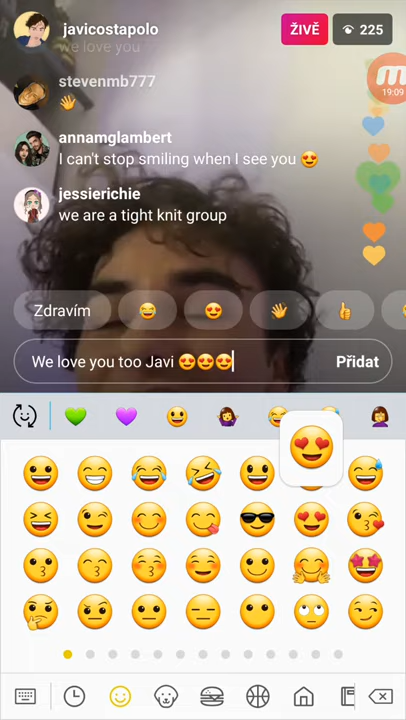 javicostapolo
ŽIVĚ
225
we love you
19:09
stevenmb777
👋
annamglambert
I can't stop smiling when I see you 😍
jessierichie
we are a tight knit group
Zdravím
We love you too Javi 😍😍😍
Přidat